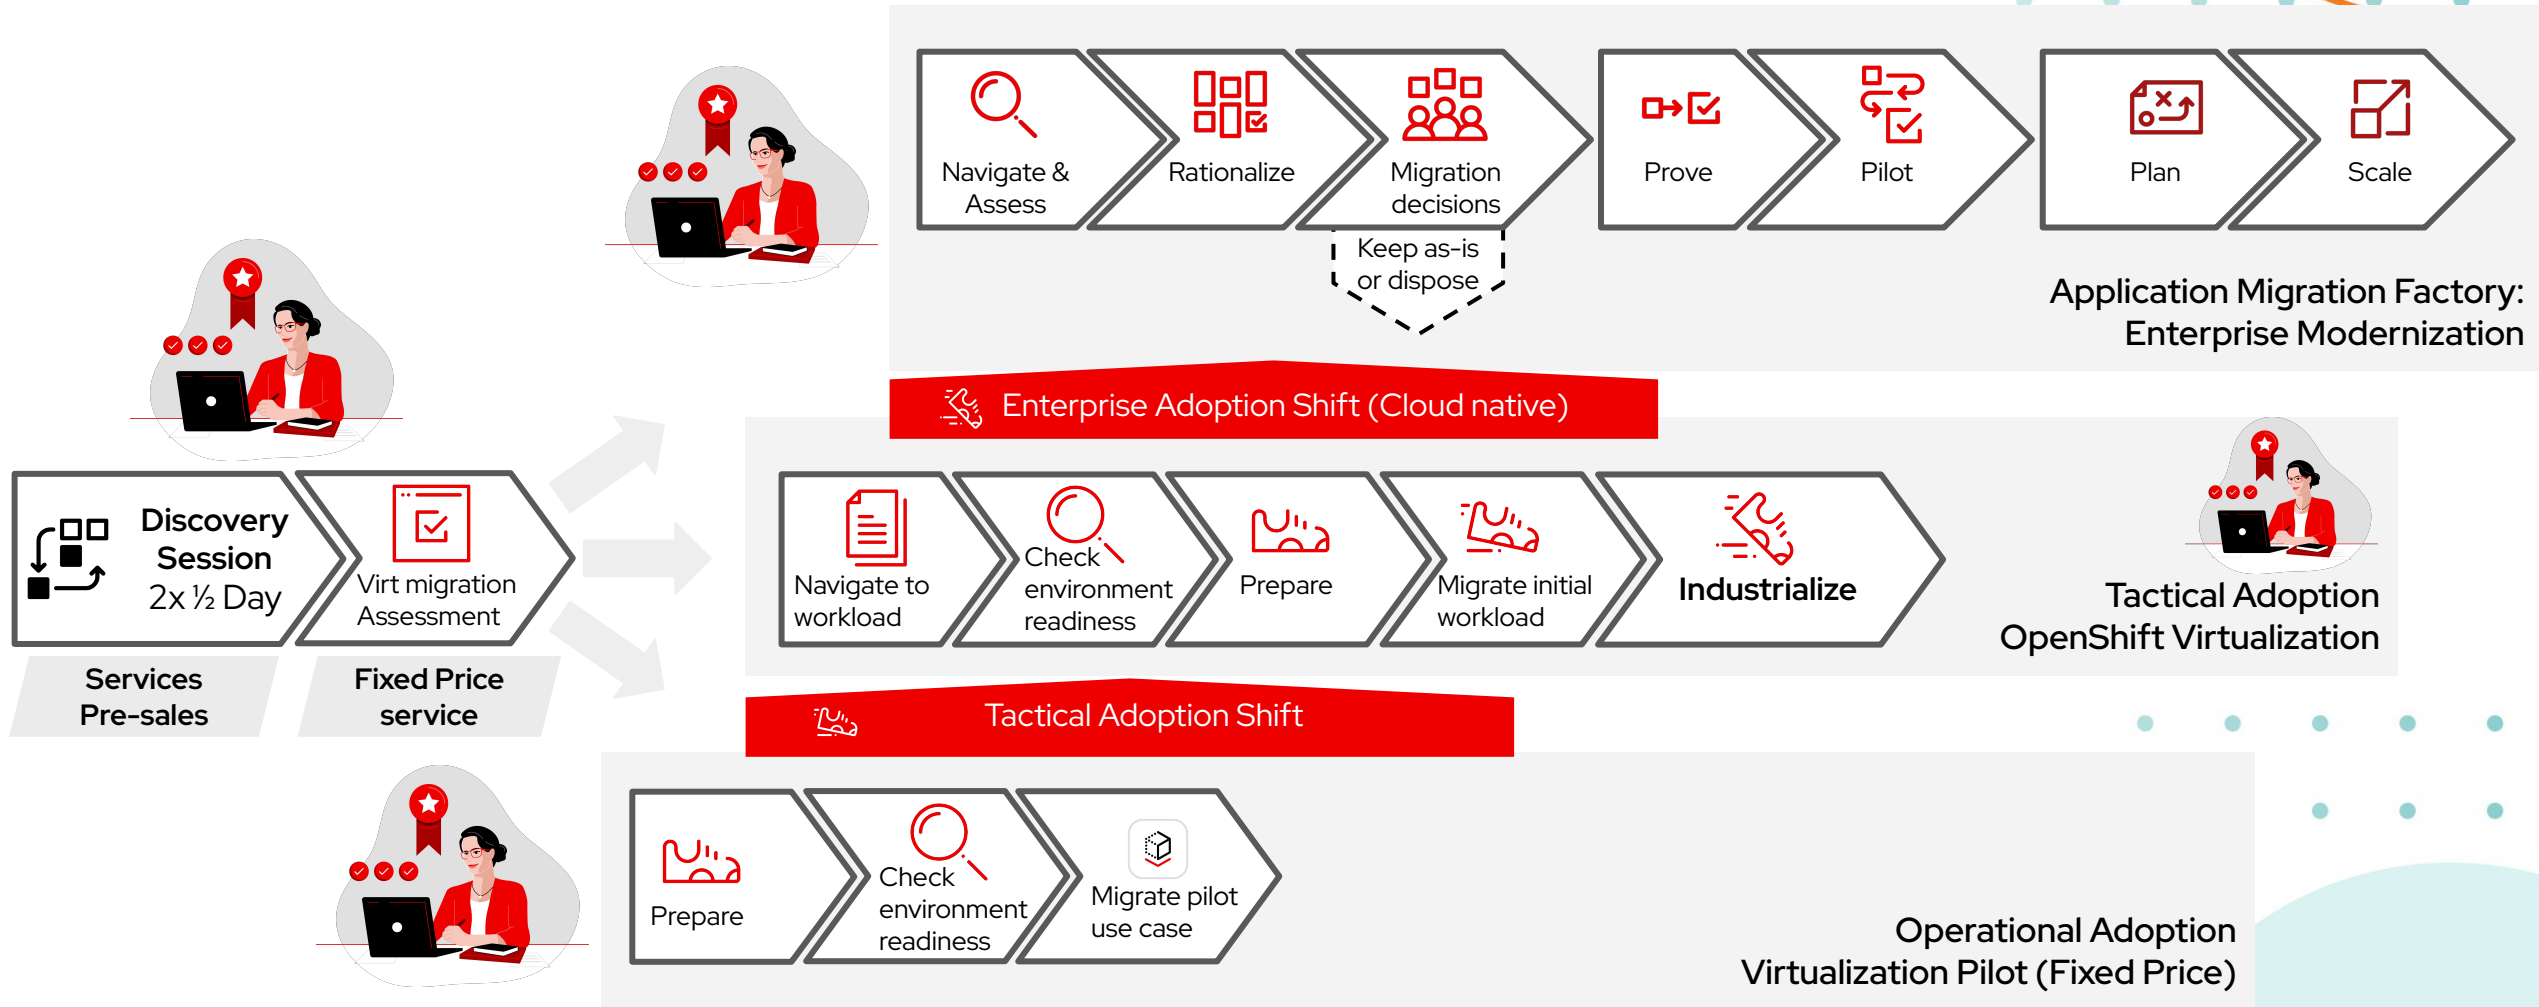 Navigate &
Assess
Rationalize
Migration
decisions
Keep as-is
or dispose
Prove
Pilot
Plan
Scale
Application Migration Factory:
Enterprise Modernization
Enterprise Adoption Shift (Cloud native)
Discovery
Session
2x ½ Day
Virt migration
Assessment
Services
Pre-sales
Fixed Price
service
Navigate to
workload
Check
environment
readiness
Prepare
Migrate initial
workload
Industrialize
Tactical Adoption
OpenShift Virtualization
Tactical Adoption Shift
Prepare
Check
environment
readiness
Migrate pilot
use case
Operational Adoption
Virtualization Pilot (Fixed Price)